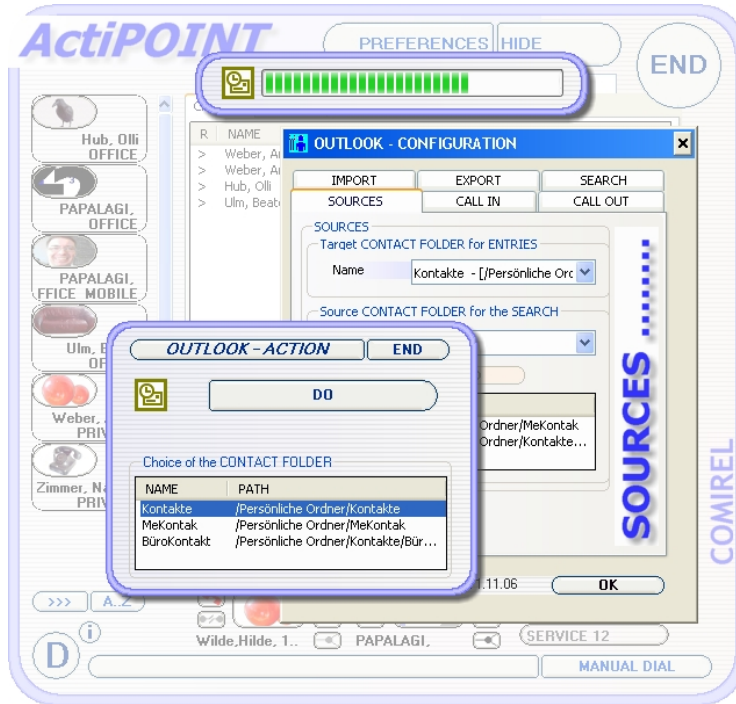 ActiPOINT
PREFERENCES
HIDE
END
Hub, Olli
OFFICE
PAPALAGI,
OFFICE
PAPALAGI,
FFICE MOBILE
Ulm,
Weber,
PRIV
Zimmer, Na
PRIV
>>>
A..Z
R NAME
> Weber,
> Weber,
> Hub, Olli
> Ulm, Beat
OUTLOOK - CONFIGURATION
IMPORT EXPORT SEARCH
SOURCES CALL IN CALL OUT
SOURCES
Target CONTACT FOLDER for ENTRIES
Name Kontakte - [/Persönliche Orc
Source CONTACT FOLDER for the SEARCH
Ordner/MeKontak
Ordner/Kontakte...
SOURCES .........
1.11.06
OK
OUTLOOK - ACTION
END
DO
Choice of the CONTACT FOLDER
NAME PATH
Kontakte /Persönliche Ordner/Kontakte
MeKontak /Persönliche Ordner/MeKontak
BüroKontakt /Persönliche Ordner/Kontakte/Bür...
COMIREL
Wilde,Hilde, 1..
PAPALAGI,
SERVICE 12
D
i
MANUAL DIAL